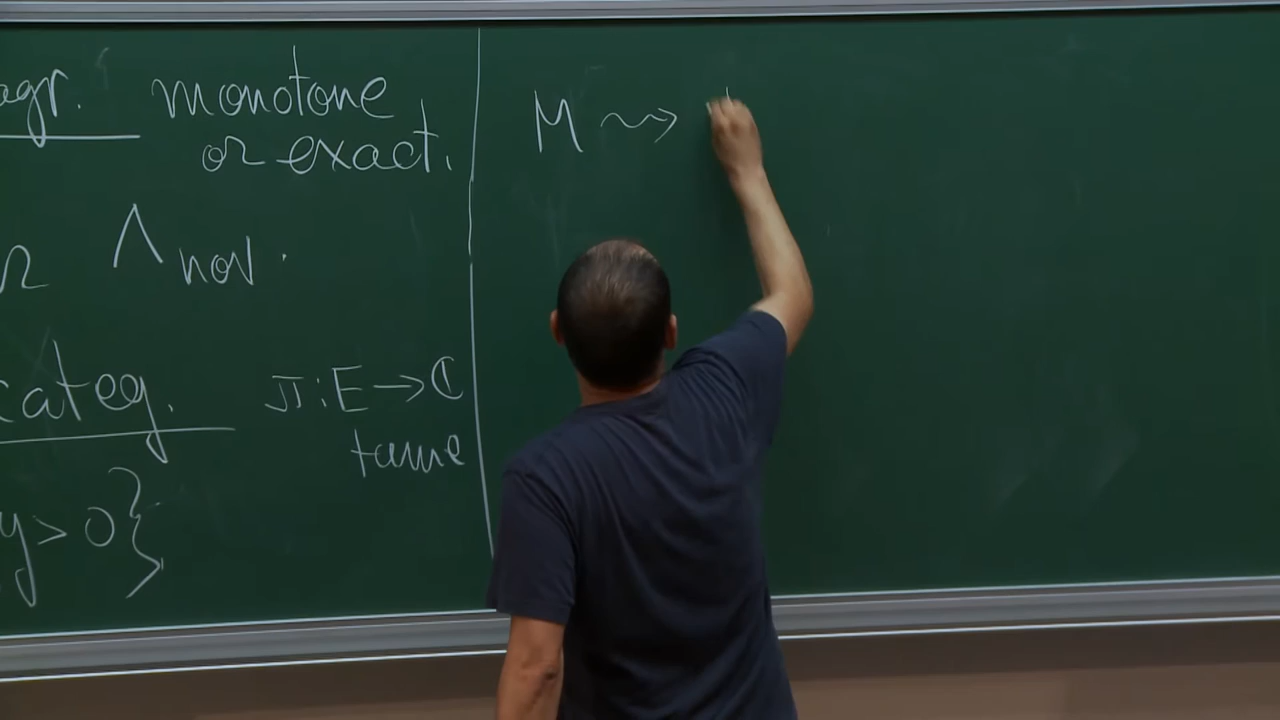 agr. monotone
or exact.
Λ nov.
categ. π : E → ℂ
tame
y > 0}
M ⇝